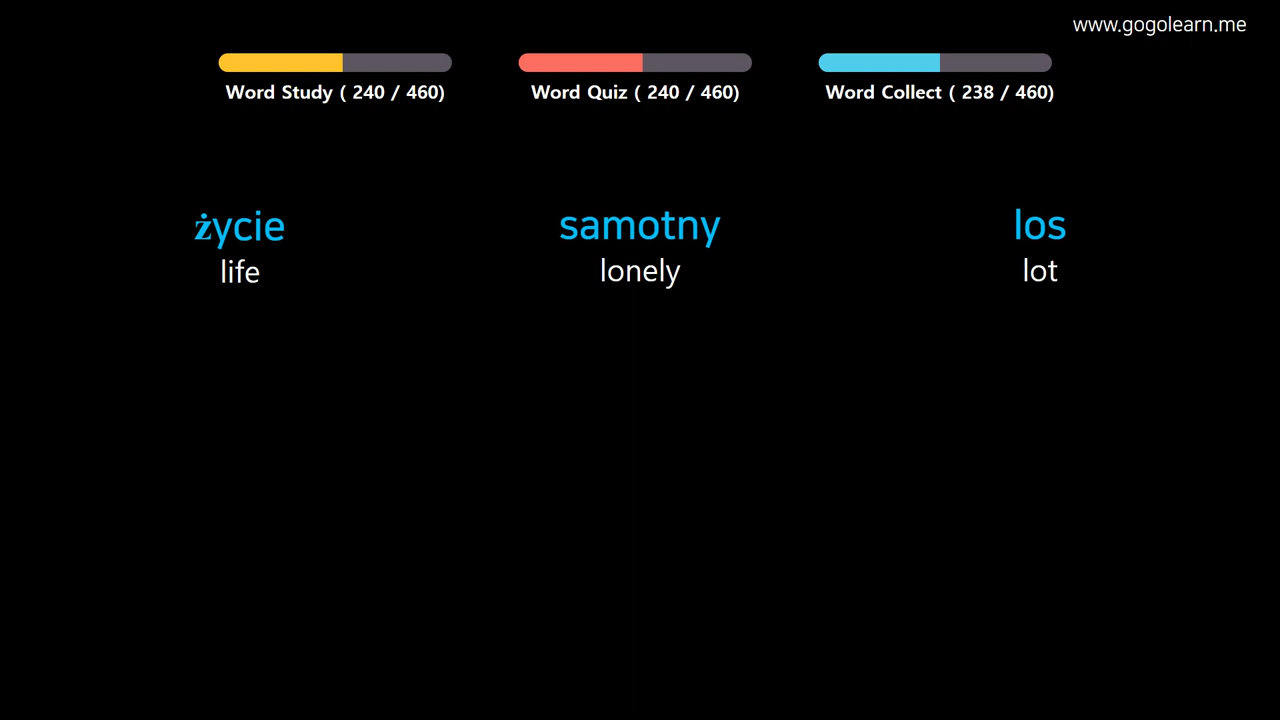 www.gogolearn.me
Word Study ( 240 / 460)
Word Quiz ( 240 / 460)
Word Collect ( 238 / 460)
życie
life
samotny
lonely
los
lot